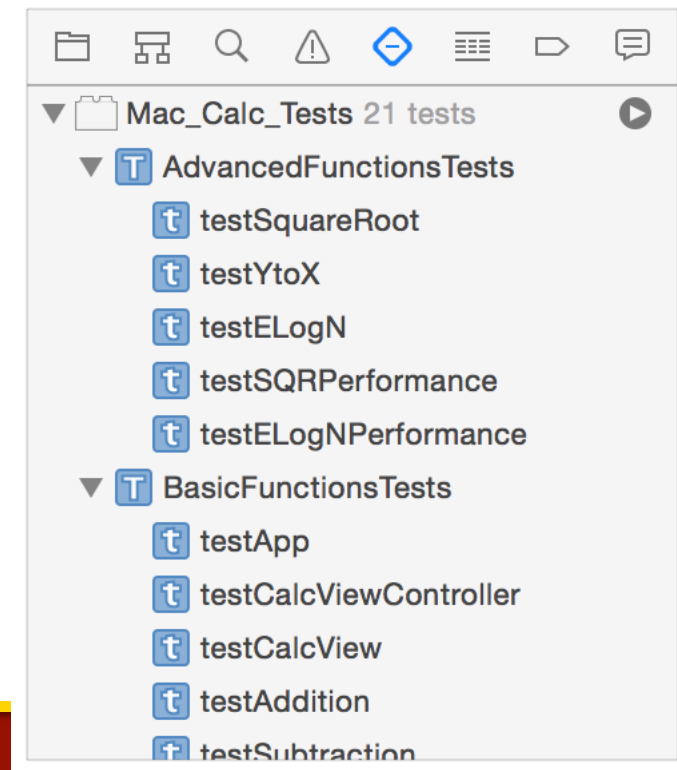 Mac_Calc_Tests 21 tests
T AdvancedFunctionsTests
t testSquareRoot
t testYtoX
t testELogN
t testSQRPerformance
t testELogNPerformance
T BasicFunctionsTests
t testApp
t testCalcViewController
t testCalcView
t testAddition
t testSubtraction